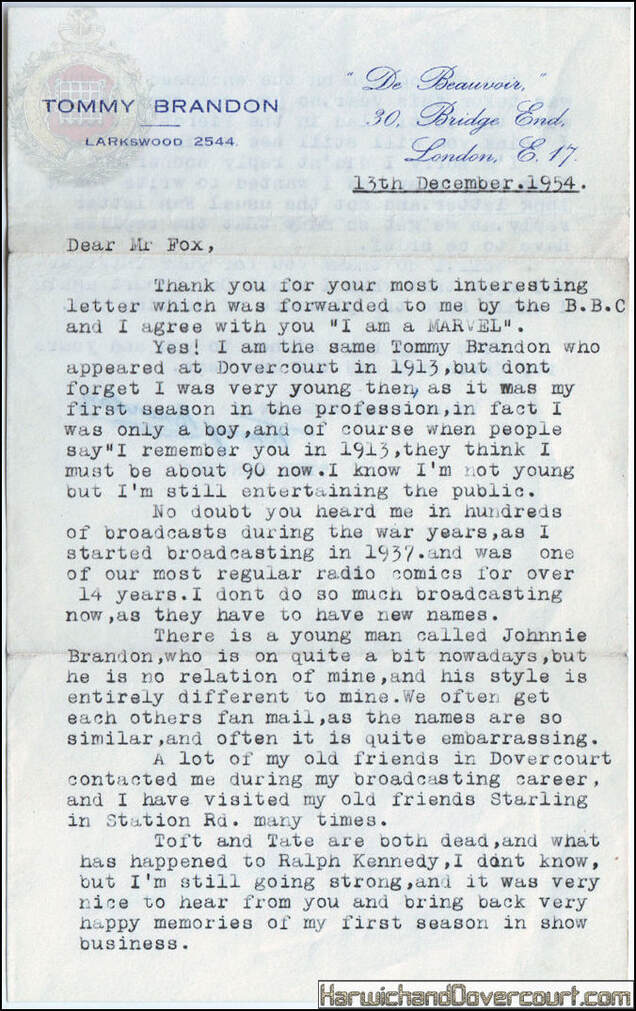 TOMMY BRANDON
LARKSWOOD 2544.
"De Beauvoir,"
30, Bridge End,
London, E.17.
13th December.1954.
Dear Mr Fox,
Thank you for your most interesting
letter which was forwarded to me by the B.B.C
and I agree with you "I am a MARVEL".
Yes! I am the same Tommy Brandon who
appeared at Dovercourt in 1913,but dont
forget I was very young then, as it was my
first season in the profession,in fact I
was only a boy,and of course when people
say"I remember you in 1913,they think I
must be about 90 now.I know I'm not young
but I'm still entertaining the public.
No doubt you heard me in hundreds
of broadcasts during the war years,as I
started broadcasting in 1937.and was one
of our most regular radio comics for over
14 years.I dont do so much broadcasting
now,as they have to have new names.
There is a young man called Johnnie
Brandon,who is on quite a bit nowadays,but
he is no relation of mine,and his style is
entirely different to mine.We often get
each others fan mail,as the names are so
similar,and often it is quite embarrassing.
A lot of my old friends in Dovercourt
contacted me during my broadcasting career,
and I have visited my old friends Starling
in Station Rd. many times.
Toft and Tate are both dead,and what
has happened to Ralph Kennedy,I dont know,
but I'm still going strong,and it was very
nice to hear from you and bring back very
happy memories of my first season in show
business.
HarwichandDovercourt.com